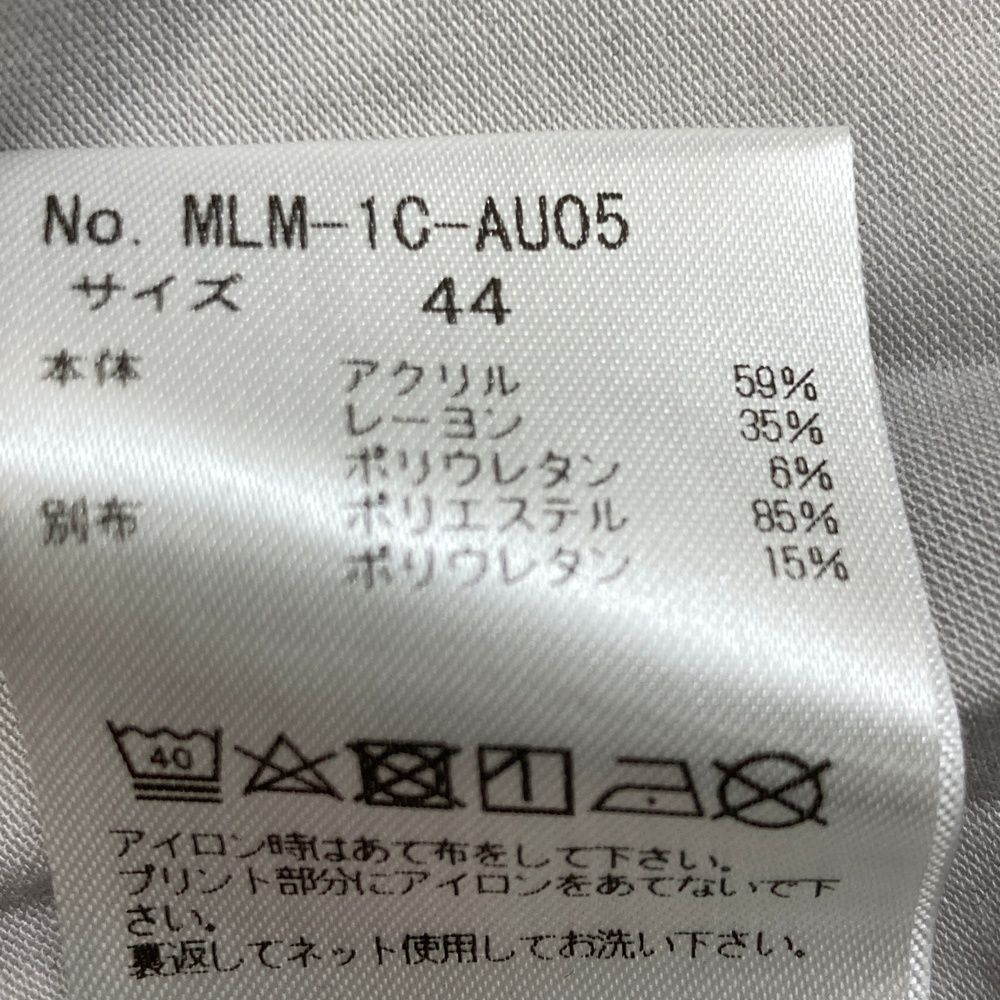 No. MLM-1C-AU05
サイズ 44
本体 アクリル 59%
レーヨン 35%
ポリウレタン 6%
別布 ポリエステル 85%
ポリウレタン 15%
40
アイロン時はあて布をして下さい。
プリント部分にアイロンをあてないで下
さい。
裏返してネット使用してお洗い下さい。